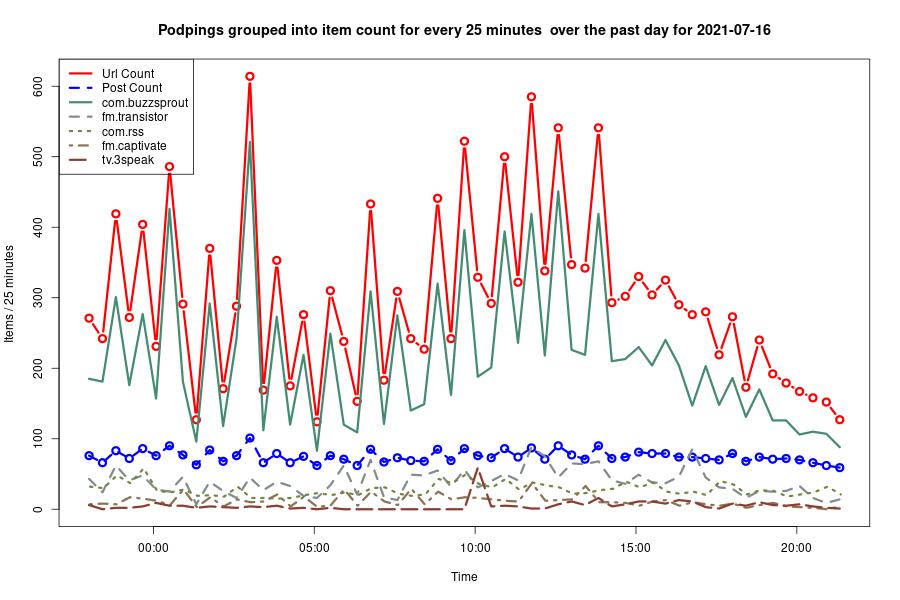 Podpings grouped into item count for every 25 minutes  over the past day for 2021-07-16
Url Count
Post Count
com.buzzsprout
fm.transistor
com.rss
fm.captivate
tv.3speak
Items / 25 minutes
600
500
400
300
200
100
0
00:00 05:00 10:00 15:00 20:00
Time